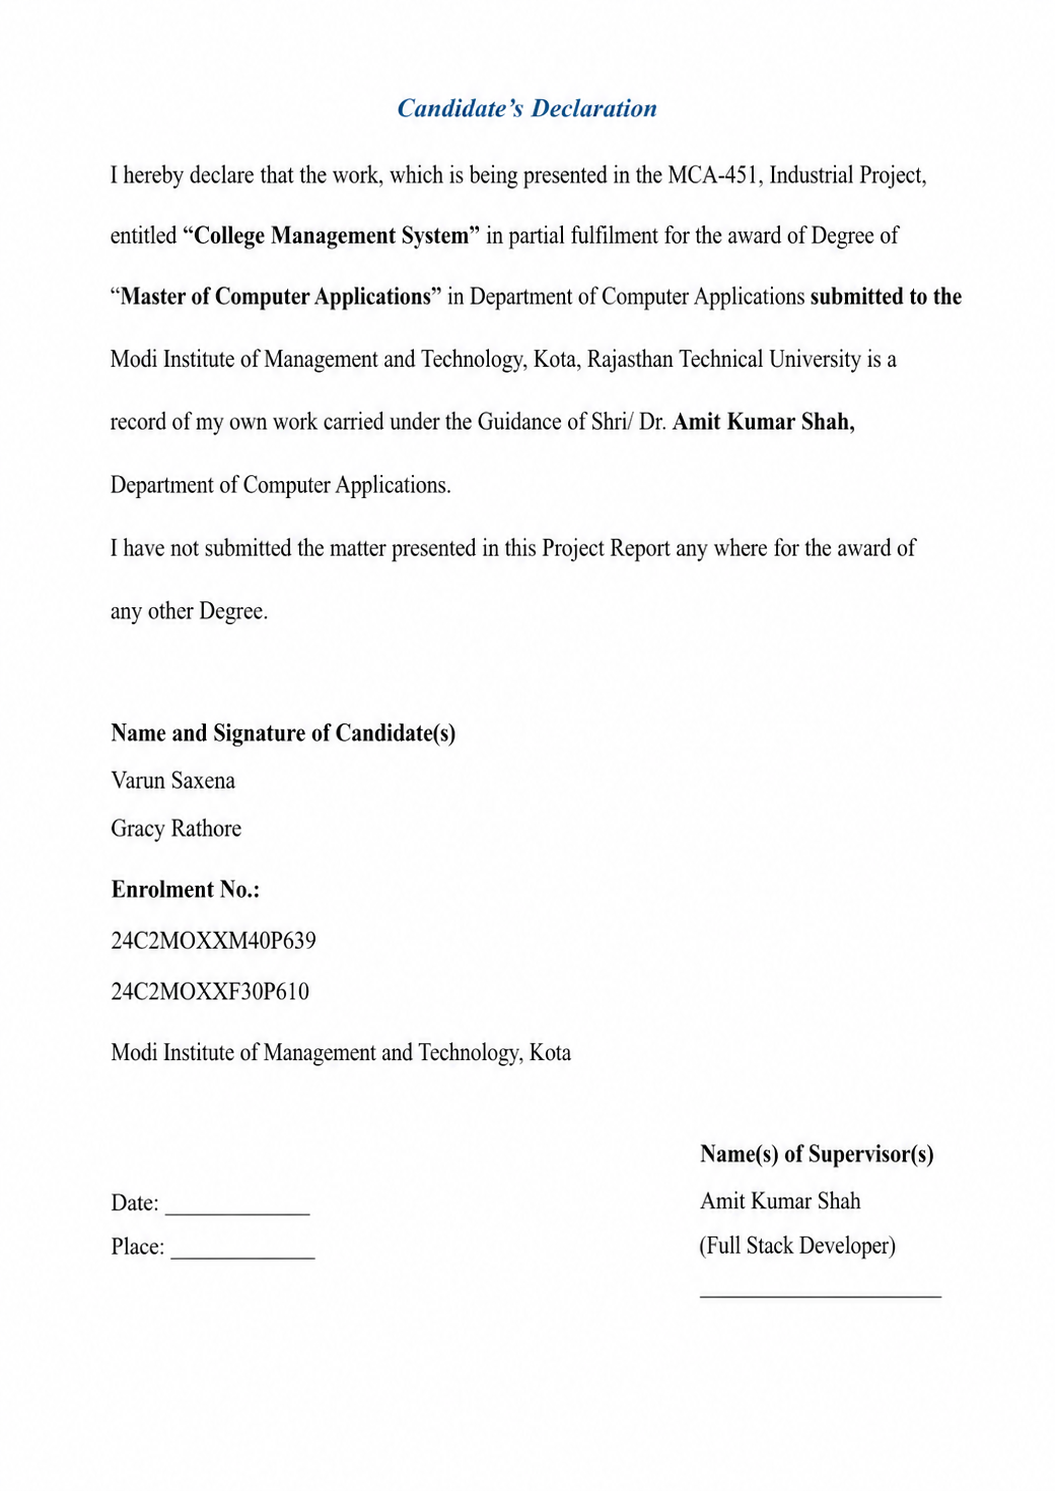 Candidate’s Declaration
I hereby declare that the work, which is being presented in the MCA-451, Industrial Project,
entitled “College Management System” in partial fulfilment for the award of Degree of
“Master of Computer Applications” in Department of Computer Applications submitted to the
Modi Institute of Management and Technology, Kota, Rajasthan Technical University is a
record of my own work carried under the Guidance of Shri/ Dr. Amit Kumar Shah,
Department of Computer Applications.
I have not submitted the matter presented in this Project Report any where for the award of
any other Degree.
Name and Signature of Candidate(s)
Varun Saxena
Gracy Rathore
Enrolment No.:
24C2MOXXM40P639
24C2MOXXF30P610
Modi Institute of Management and Technology, Kota
Name(s) of Supervisor(s)
Date: ____________
Amit Kumar Shah
Place: ____________
(Full Stack Developer)
____________________